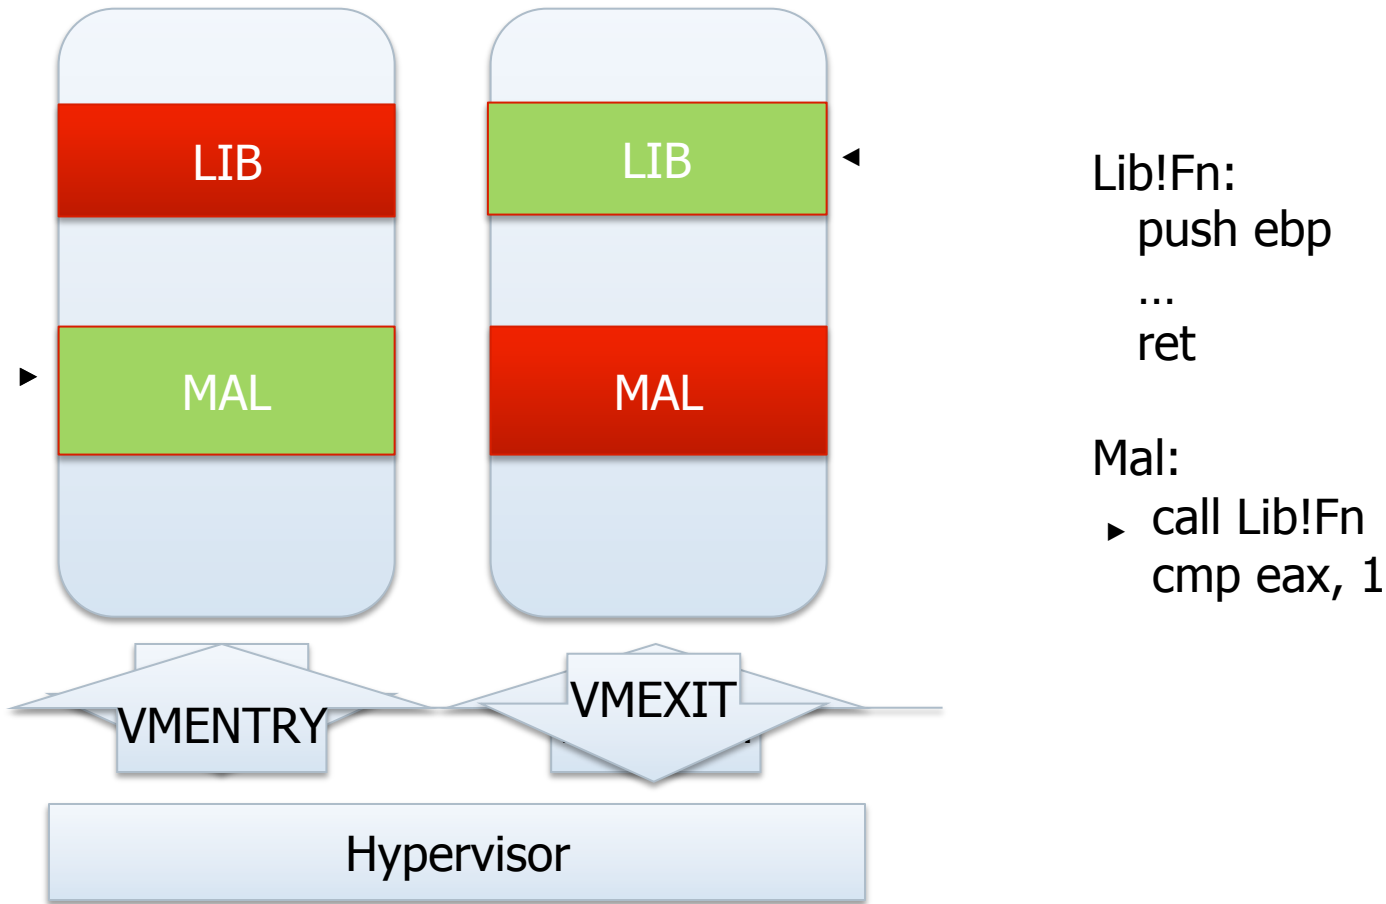 LIB
LIB
MAL
MAL
VMENTRY
VMEXIT
Hypervisor
Lib!Fn:
push ebp
...
ret
Mal:
call Lib!Fn
cmp eax, 1